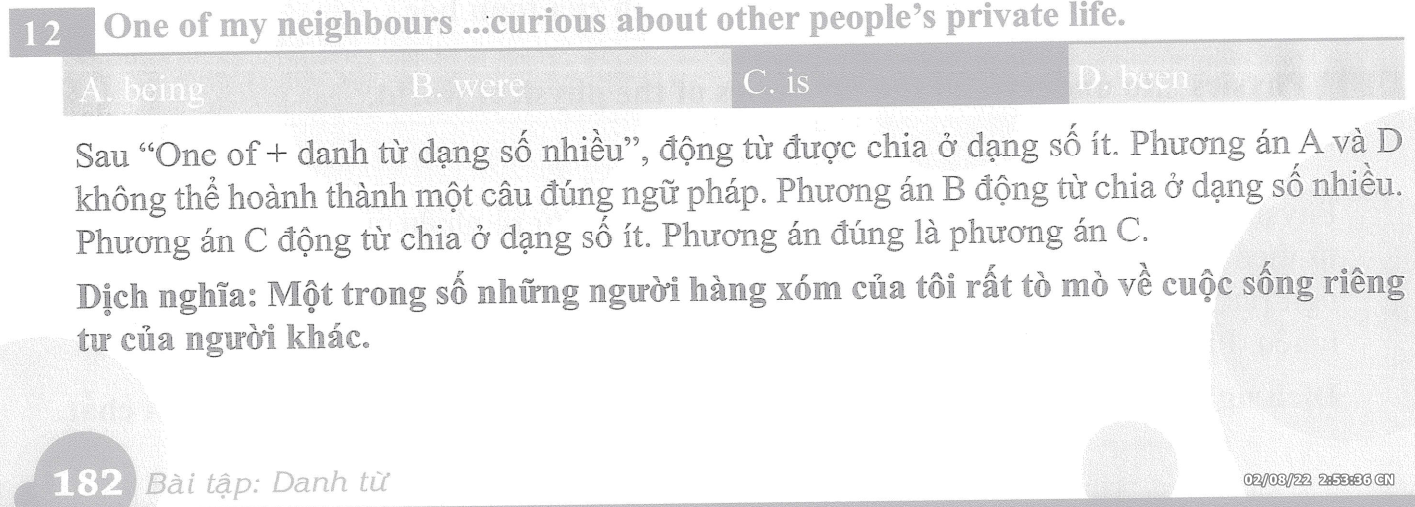 12 One of my neighbours ...curious about other people's private life.
A. being B. were C. is D. been
Sau “One of + danh từ dạng số nhiều”, động từ được chia ở dạng số ít. Phương án A và D
không thể hoành thành một câu đúng ngữ pháp. Phương án B động từ chia ở dạng số nhiều.
Phương án C động từ chia ở dạng số ít. Phương án đúng là phương án C.
Dịch nghĩa: Một trong số những người hàng xóm của tôi rất tò mò về cuộc sống riêng
tư của người khác.
182 Bài tập: Danh từ
02/08/22 2:53:36 CN